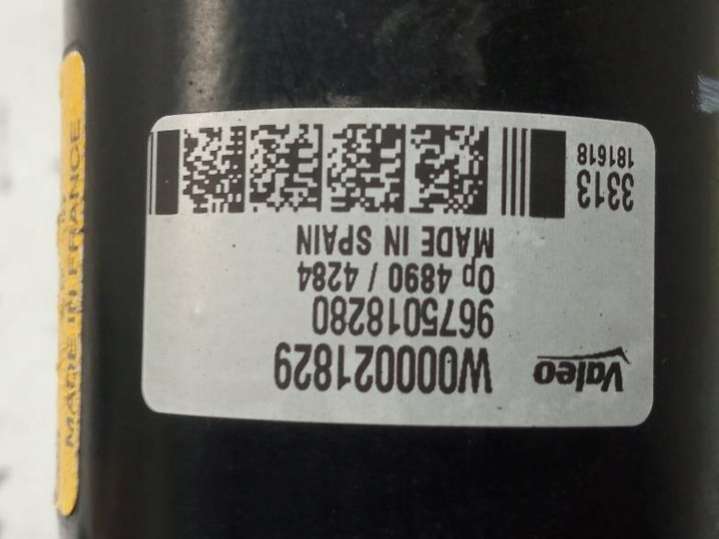 Valeo
W000021829
9675018280
Op 4890 / 4284
MADE IN SPAIN
3313
181618
MADE IN FRANCE